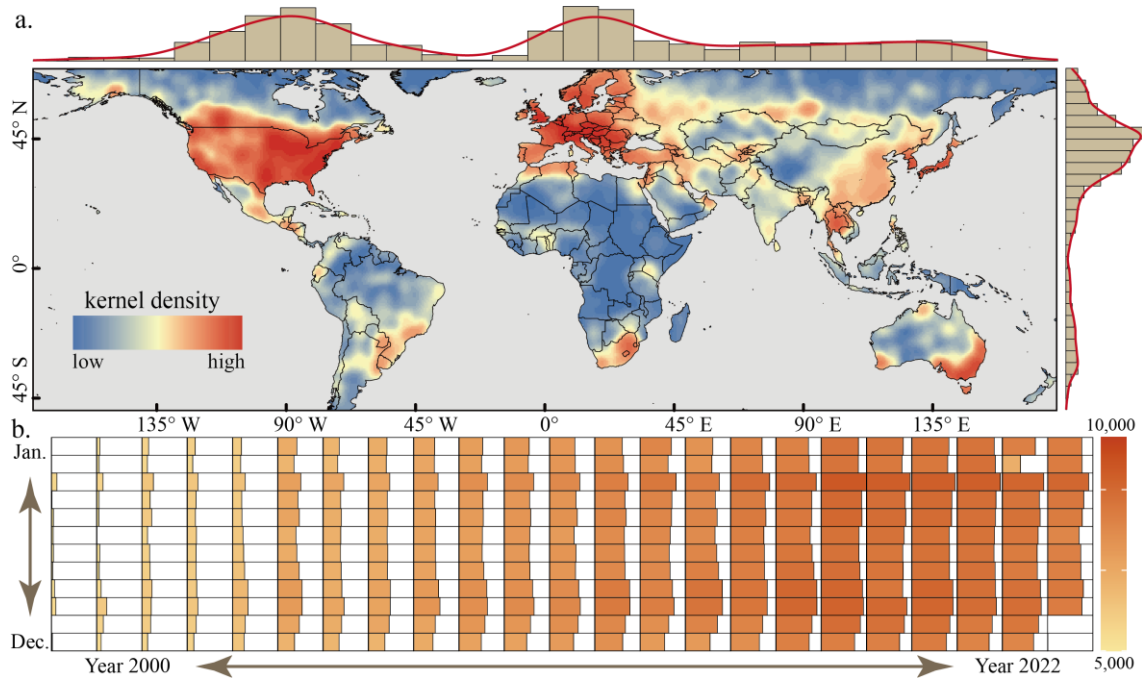 a.
45° N
0°
45° S
kernel density
low high
135° W 90° W 45° W 0° 45° E 90° E 135° E
b.
10,000
Jan.
Dec.
5,000
Year 2000 Year 2022